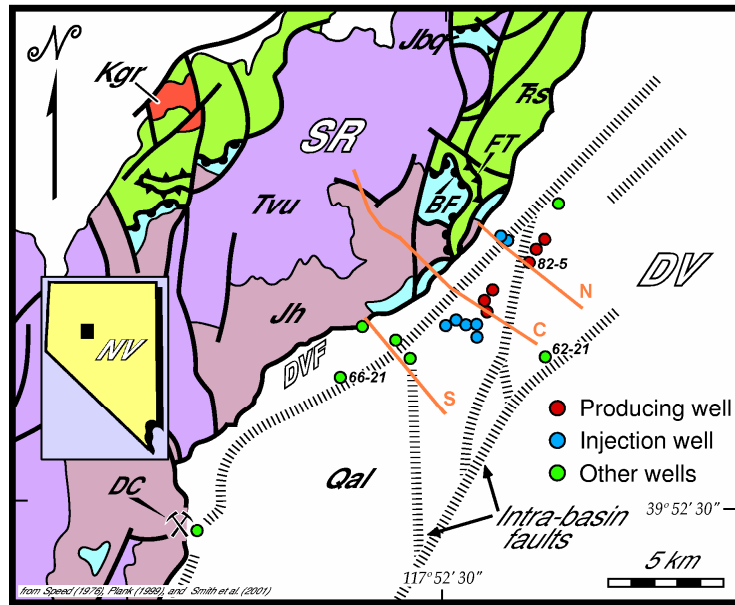 N
Kgr
Jbq
SR
Tvu
Jh
Ŧs
FT
BF
82-5
DV
N
C
S
62-21
DVF
66-21
NV
Producing well
Injection well
Other wells
Qal
DC
Intra-basin
faults
39° 52' 30"
117° 52' 30"
5 km
from Speed (1976), Plank (1999), and Smith et al. (2001)